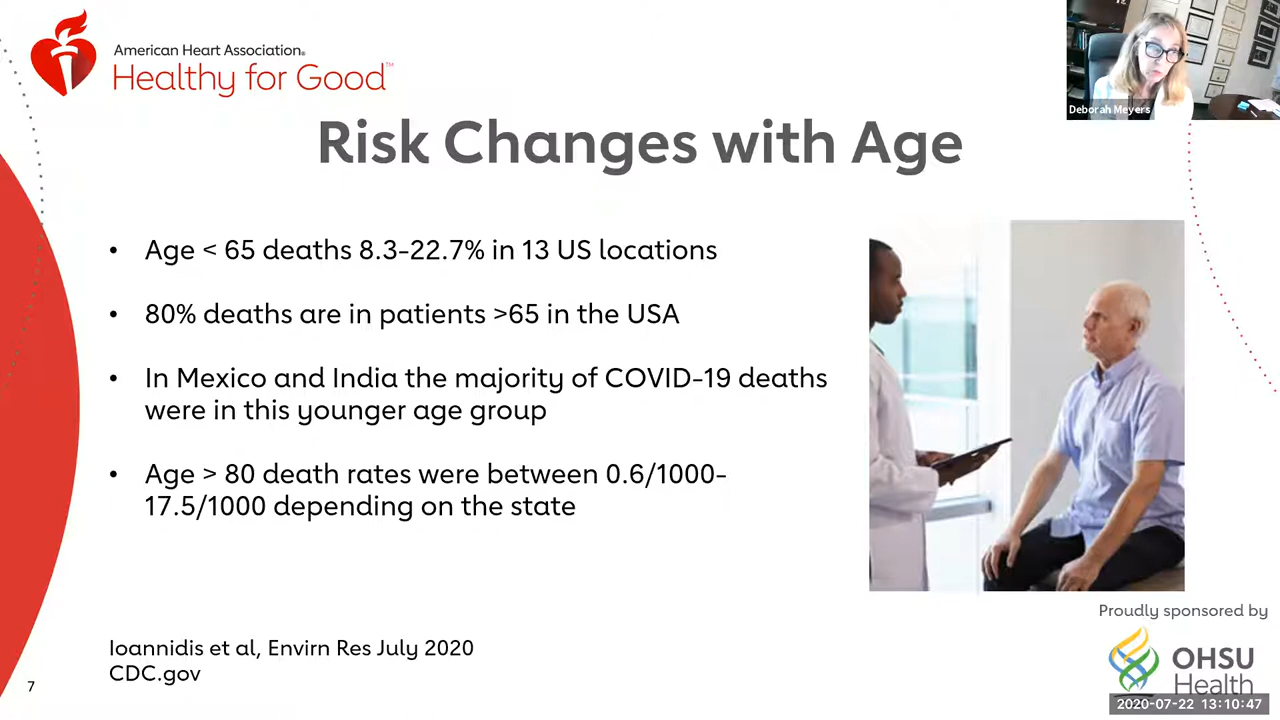 American Heart Association®
Healthy for Good™
Deborah Meyers
Risk Changes with Age
• Age < 65 deaths 8.3–22.7% in 13 US locations
• 80% deaths are in patients >65 in the USA
• In Mexico and India the majority of COVID-19 deaths
were in this younger age group
• Age > 80 death rates were between 0.6/1000–
17.5/1000 depending on the state
Ioannidis et al, Envirn Res July 2020
CDC.gov
7
Proudly sponsored by
OHSU
Health
2020-07-22 13:10:47